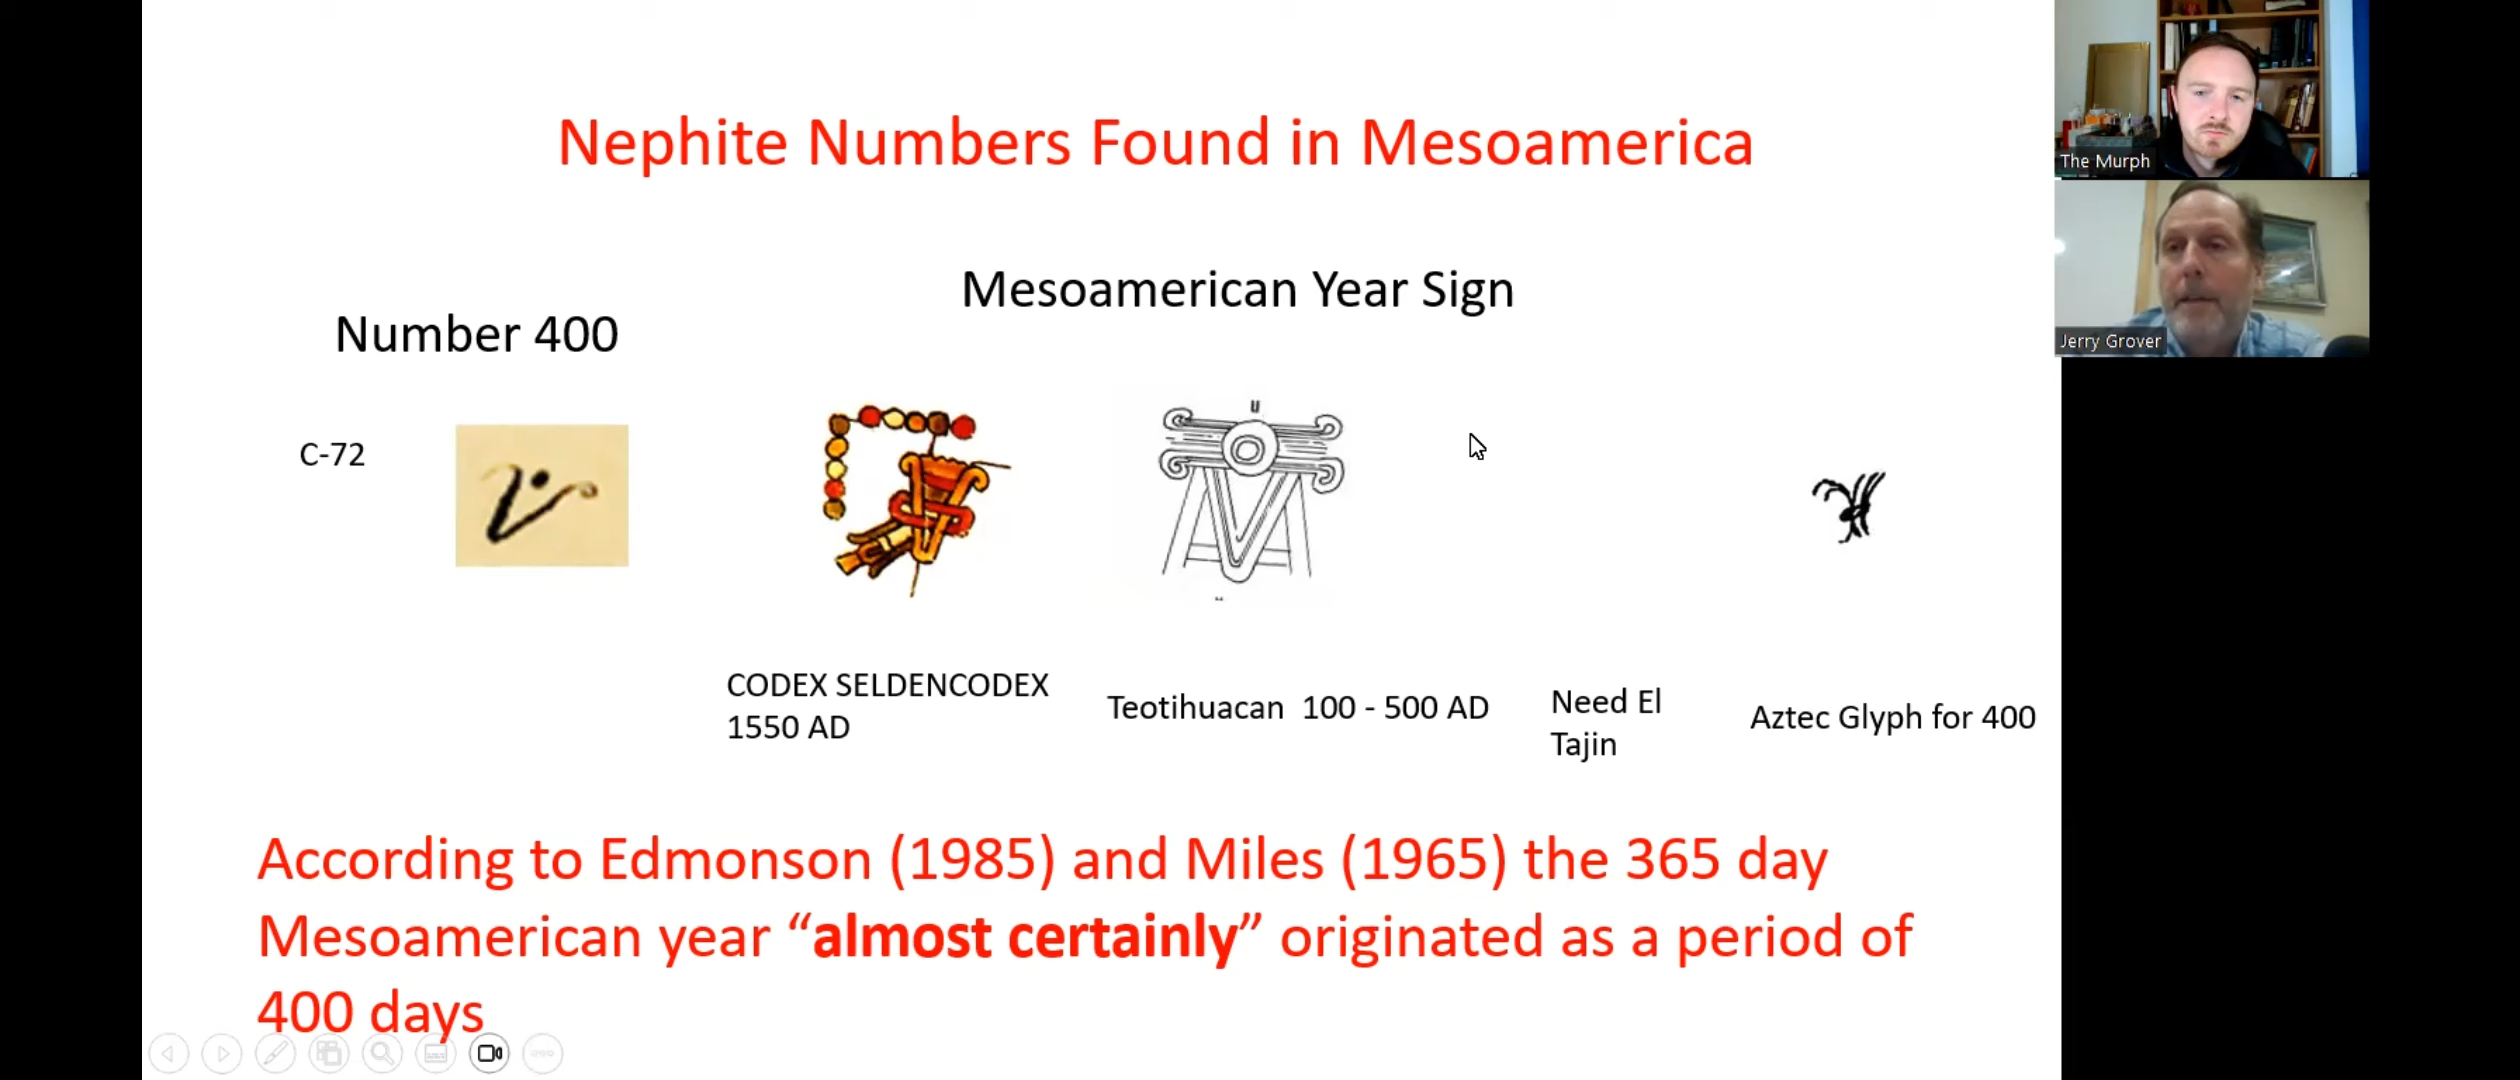 Nephite Numbers Found in Mesoamerica
Mesoamerican Year Sign
Number 400
C-72
CODEX SELDENCODEX
1550 AD
Teotihuacan 100 - 500 AD
Need El
Tajin
Aztec Glyph for 400
According to Edmonson (1985) and Miles (1965) the 365 day
Mesoamerican year “almost certainly” originated as a period of
400 days
The Murph
Jerry Grover